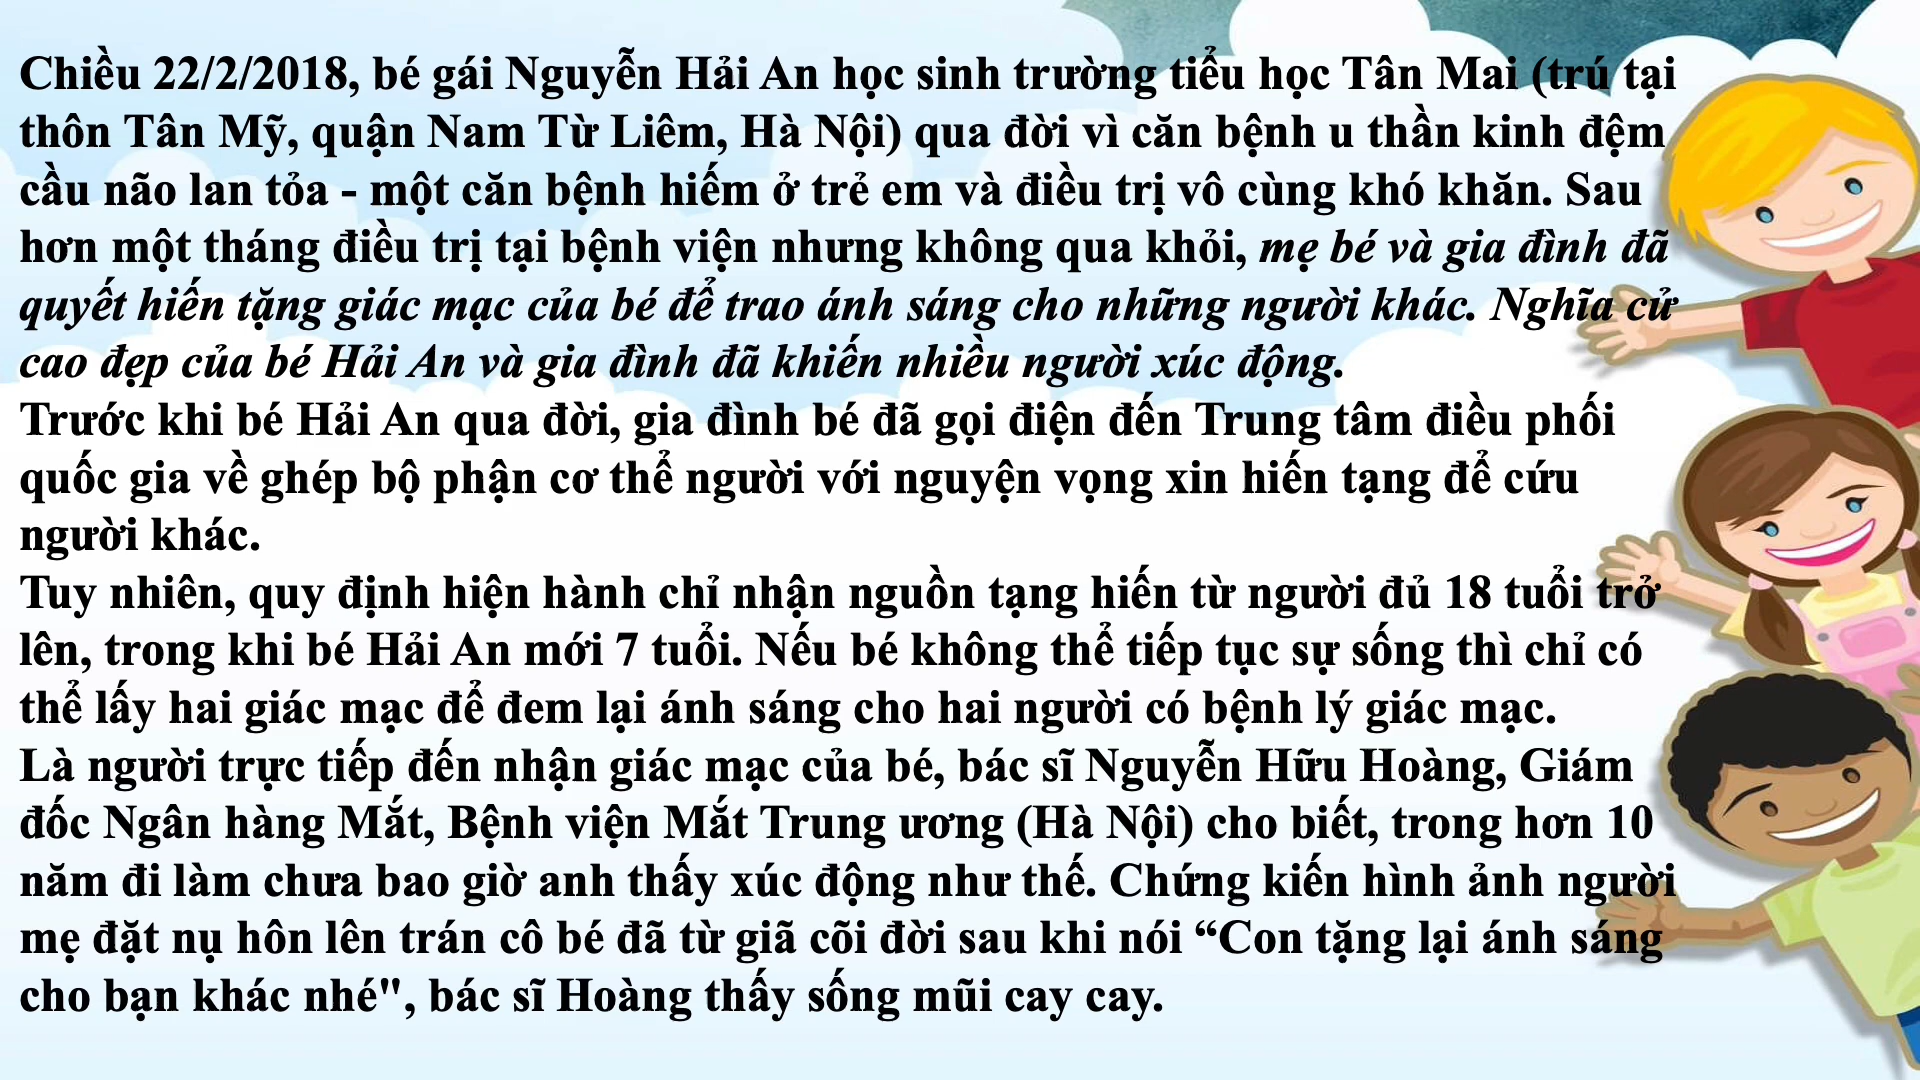 Chiều 22/2/2018, bé gái Nguyễn Hải An học sinh trường tiểu học Tân Mai (trú tại
thôn Tân Mỹ, quận Nam Từ Liêm, Hà Nội) qua đời vì căn bệnh u thần kinh đệm
cầu não lan tỏa - một căn bệnh hiếm ở trẻ em và điều trị vô cùng khó khăn. Sau
hơn một tháng điều trị tại bệnh viện nhưng không qua khỏi, mẹ bé và gia đình đã
quyết hiến tặng giác mạc của bé để trao ánh sáng cho những người khác. Nghĩa cử
cao đẹp của bé Hải An và gia đình đã khiến nhiều người xúc động.
Trước khi bé Hải An qua đời, gia đình bé đã gọi điện đến Trung tâm điều phối
quốc gia về ghép bộ phận cơ thể người với nguyện vọng xin hiến tạng để cứu
người khác.
Tuy nhiên, quy định hiện hành chỉ nhận nguồn tạng hiến từ người đủ 18 tuổi trở
lên, trong khi bé Hải An mới 7 tuổi. Nếu bé không thể tiếp tục sự sống thì chỉ có
thể lấy hai giác mạc để đem lại ánh sáng cho hai người có bệnh lý giác mạc.
Là người trực tiếp đến nhận giác mạc của bé, bác sĩ Nguyễn Hữu Hoàng, Giám
đốc Ngân hàng Mắt, Bệnh viện Mắt Trung ương (Hà Nội) cho biết, trong hơn 10
năm đi làm chưa bao giờ anh thấy xúc động như thế. Chứng kiến hình ảnh người
mẹ đặt nụ hôn lên trán cô bé đã từ giã cõi đời sau khi nói “Con tặng lại ánh sáng
cho bạn khác nhé", bác sĩ Hoàng thấy sống mũi cay cay.